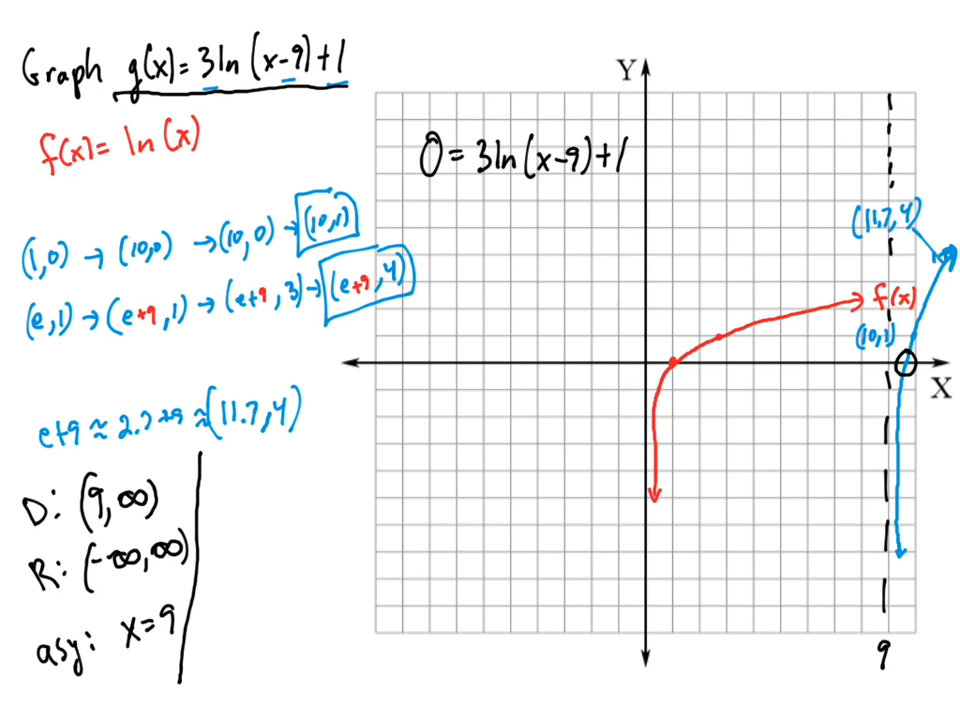 Graph g(x)=3ln(x-9)+1
f(x)=ln(x)
(1,0)→(10,0)→(10,0)→(10,1)
(e,1)→(e+9,1)→(e+9,3)→(e+9,4)
e+9≈2.7+9≈(11.7,4)
D: (9,∞)
R: (-∞,∞)
asy: x=9
Y
0=3ln(x-9)+1
(11.7,4)
f(x)
(10,1)
X
9